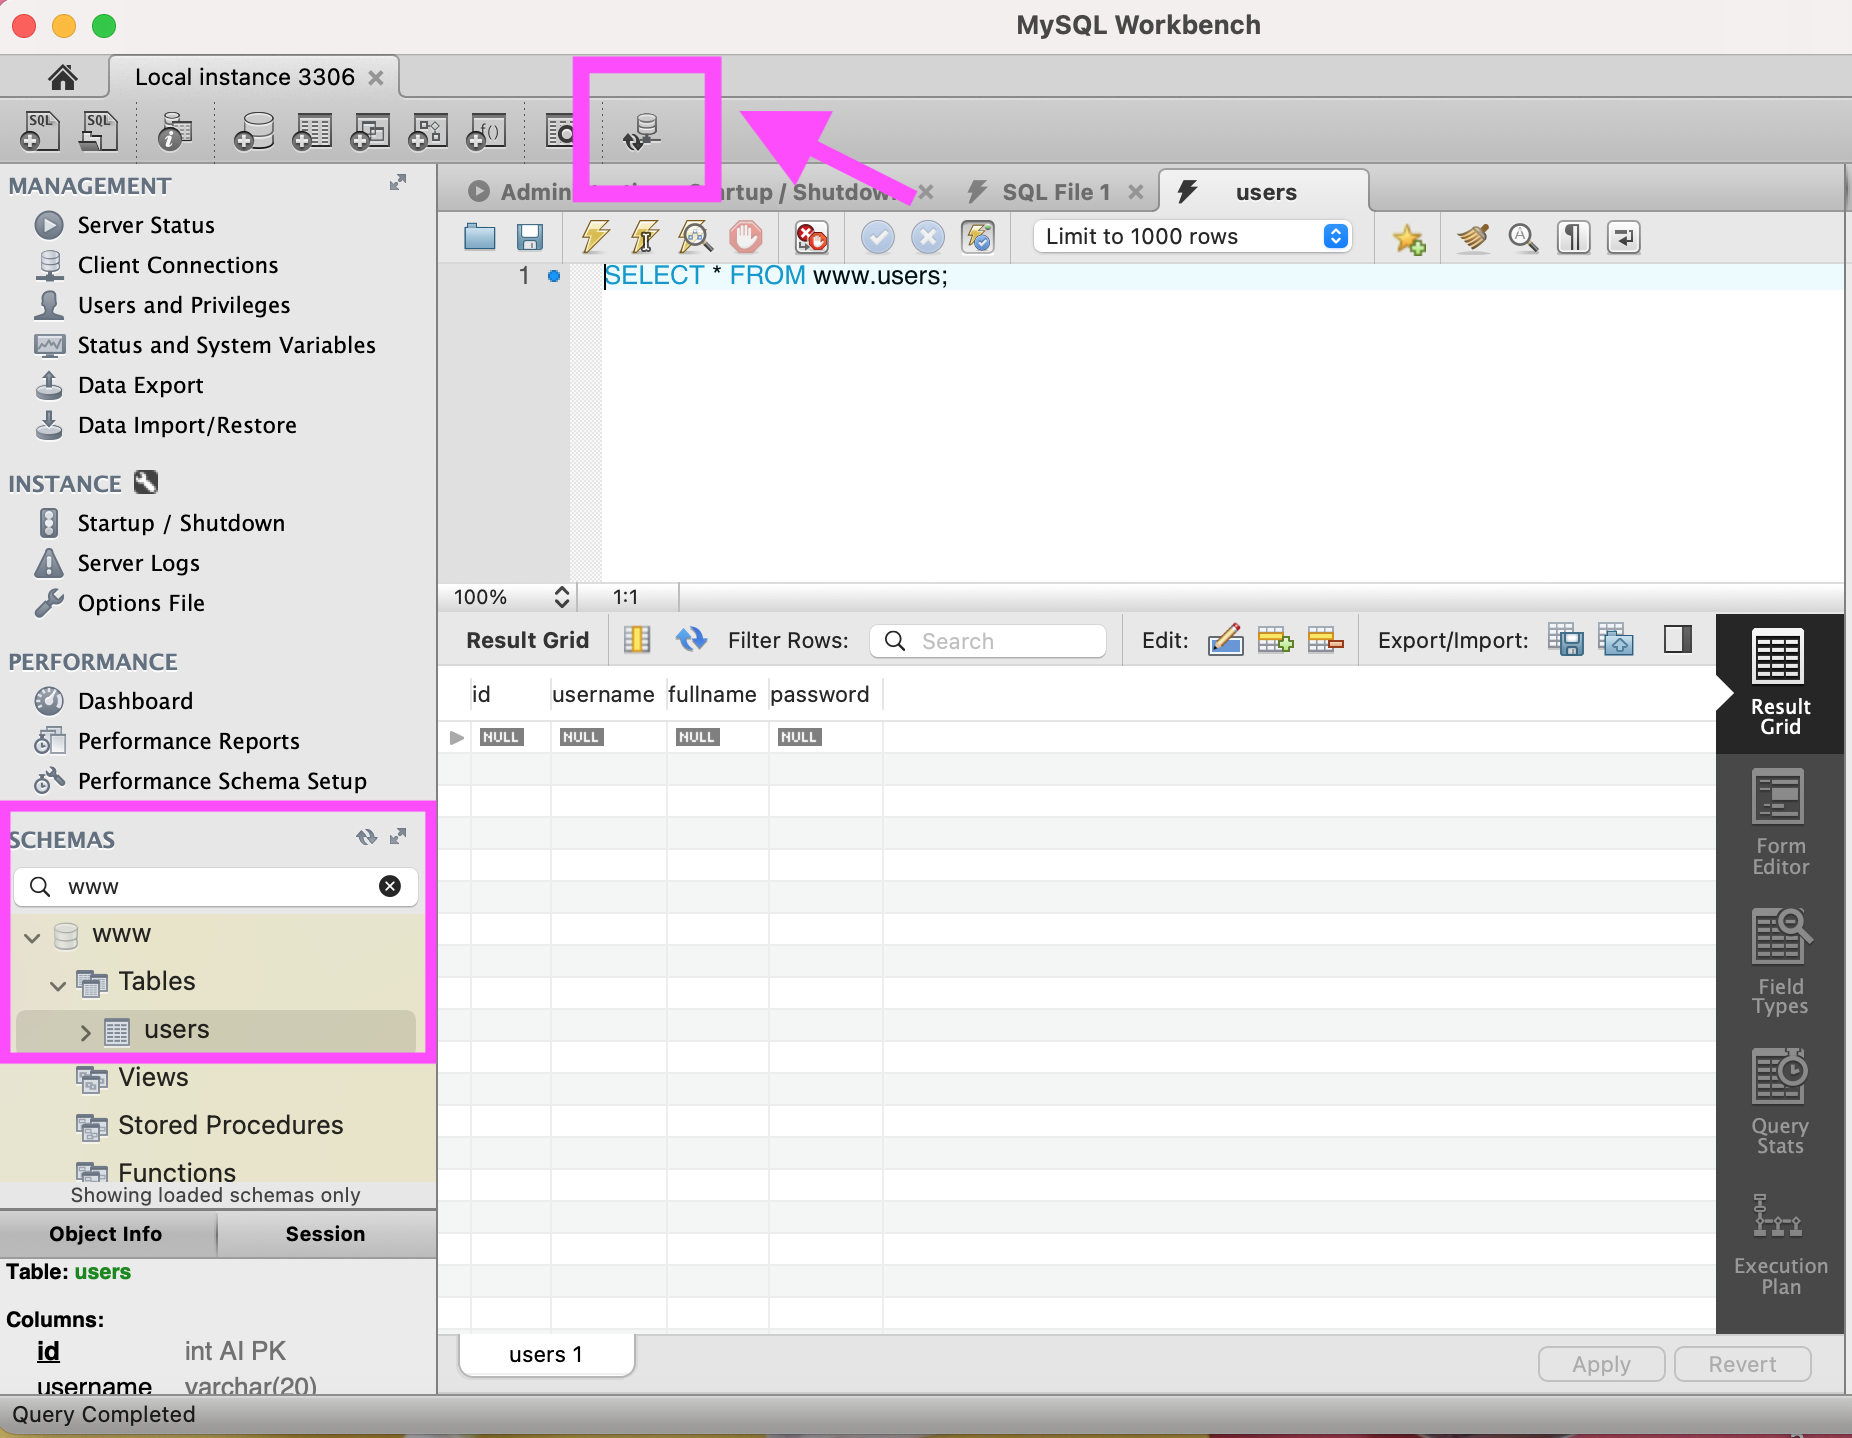 MySQL Workbench
Local instance 3306
SQL
SQL
f()
MANAGEMENT
Server Status
Client Connections
Users and Privileges
Status and System Variables
Data Export
Data Import/Restore
INSTANCE
Startup / Shutdown
Server Logs
Options File
PERFORMANCE
Dashboard
Performance Reports
Performance Schema Setup
SCHEMAS
www
www
Tables
users
Views
Stored Procedures
Functions
Showing loaded schemas only
Object Info Session
Table: users
Columns:
id int AI PK
username varchar(20)
Query Completed
/ Shutdown
SQL File 1
users
Limit to 1000 rows
1 SELECT * FROM www.users;
100% 1:1
Result Grid Filter Rows: Search Edit: Export/Import:
id username fullname password
NULL NULL NULL NULL
users 1
Apply Revert
Result
Grid
Form
Editor
Field
Types
Query
Stats
Execution
Plan